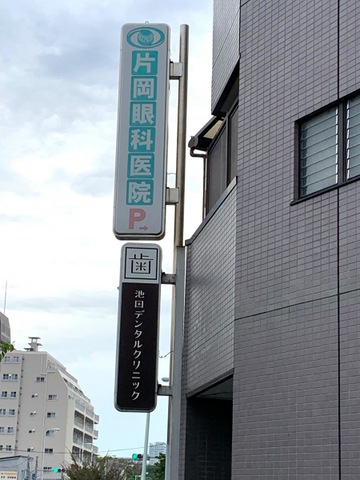 片岡眼科医院
P→
歯
池田デンタルクリニック